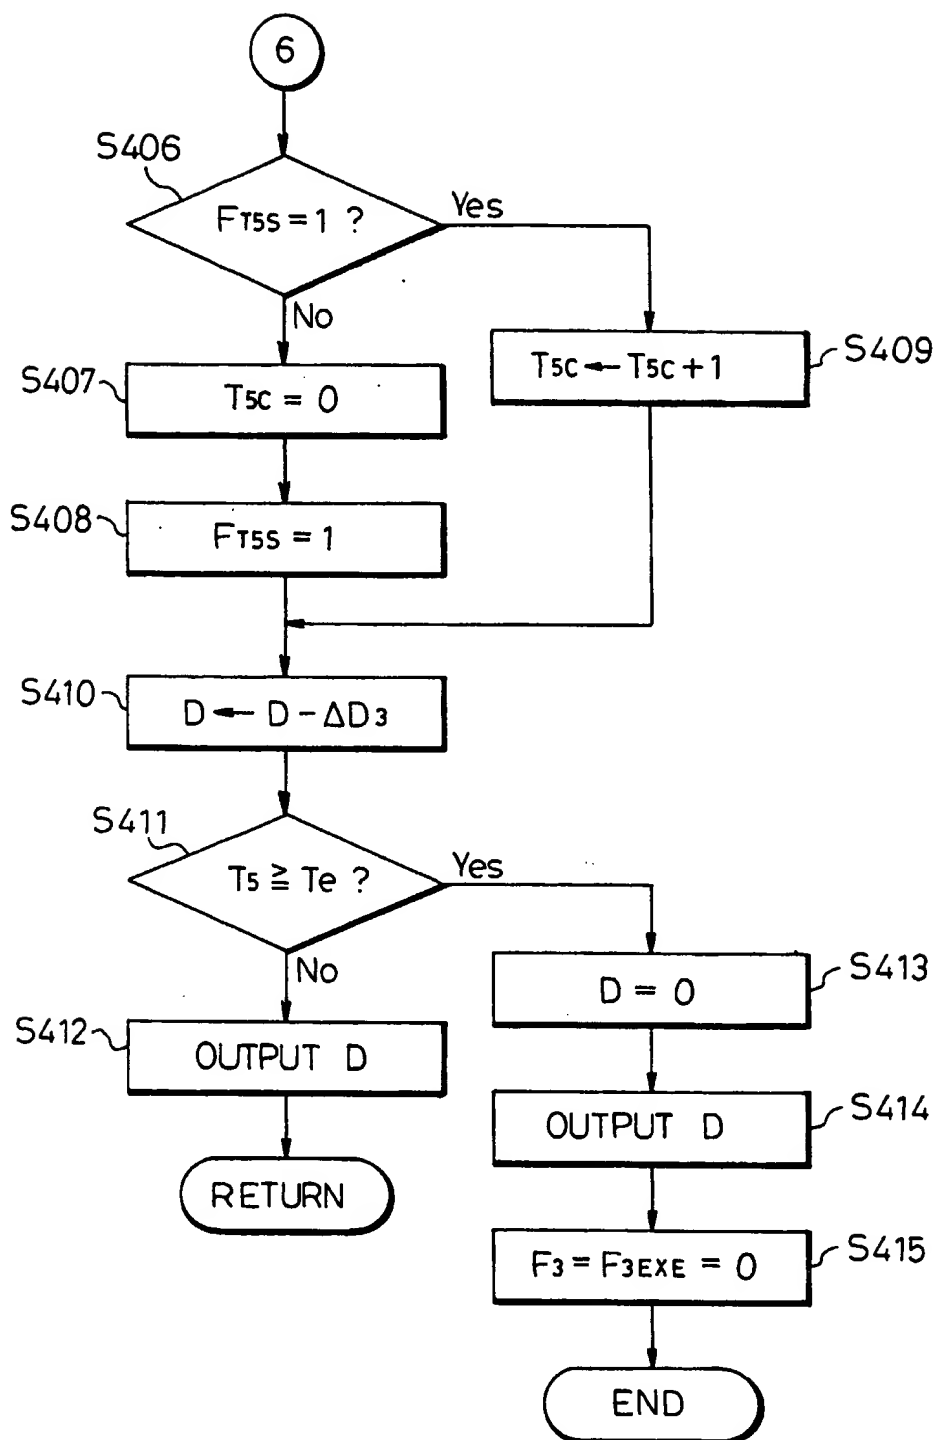 6
S406
FT5S = 1 ?
Yes
No
S407
T5C = 0
T5C ← T5C + 1
S409
S408
FT5S = 1
S410
D ← D - ΔD3
S411
T5 ≧ Te ?
Yes
No
S412
OUTPUT D
RETURN
D = 0
S413
OUTPUT D
S414
F3 = F3EXE = 0
S415
END